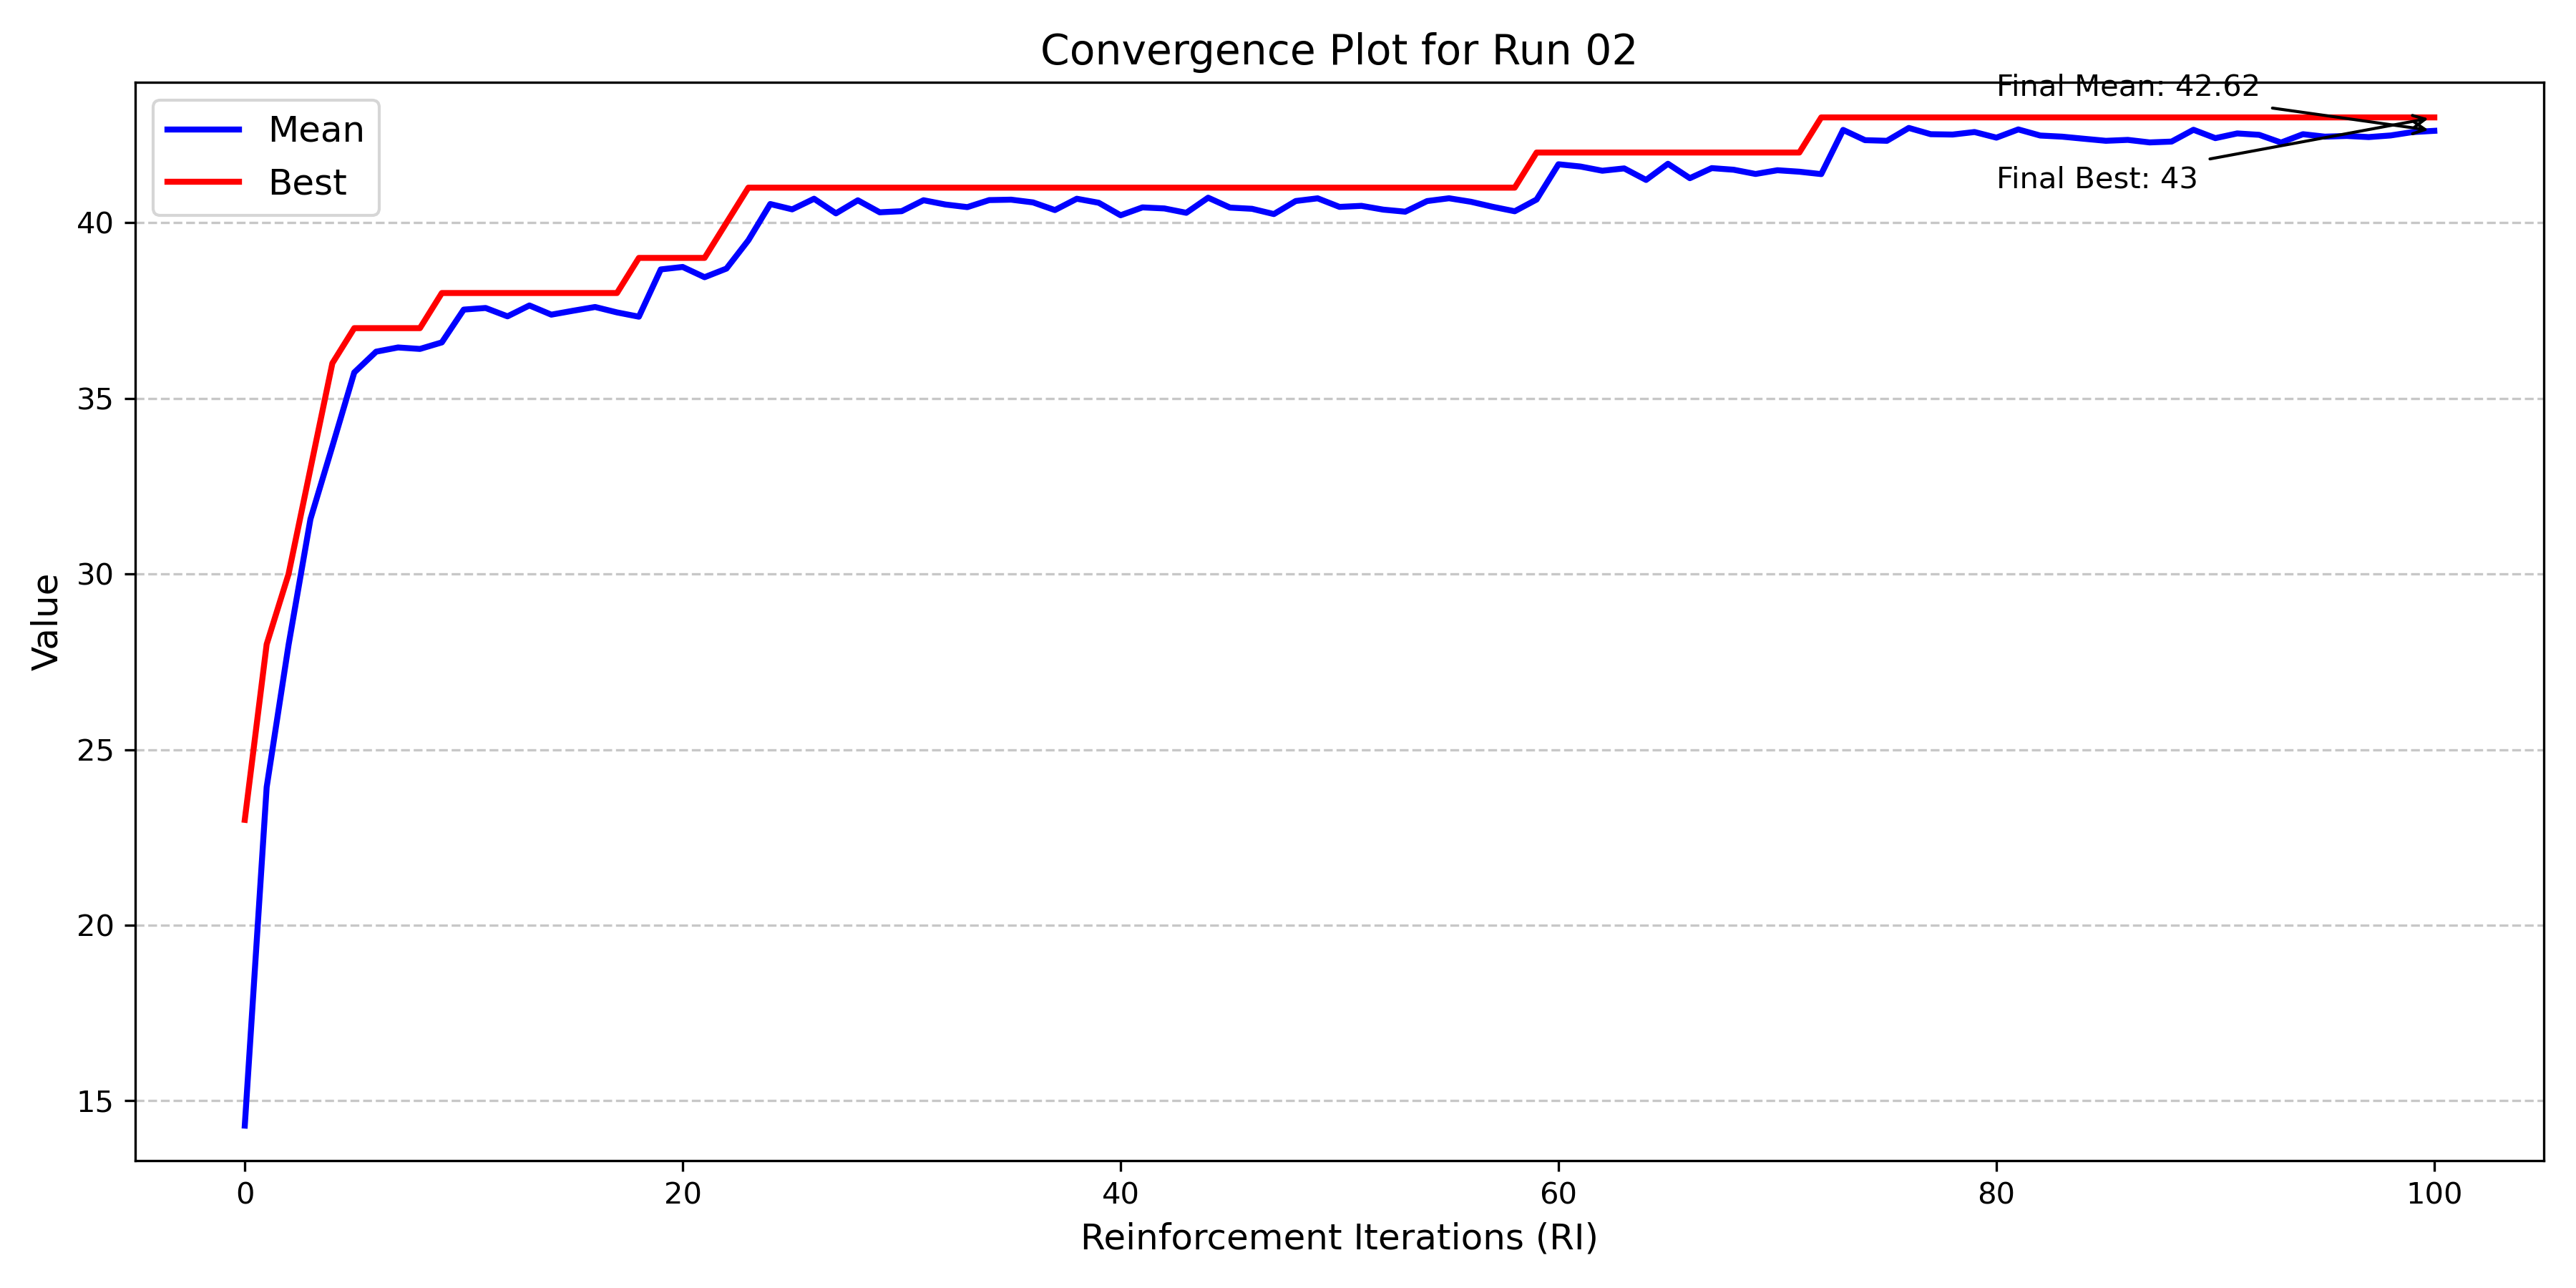 Convergence Plot for Run 02
Mean
Best
Final Mean: 42.62
Final Best: 43
Value
40
35
30
25
20
15
0
20
40
60
80
100
Reinforcement Iterations (RI)